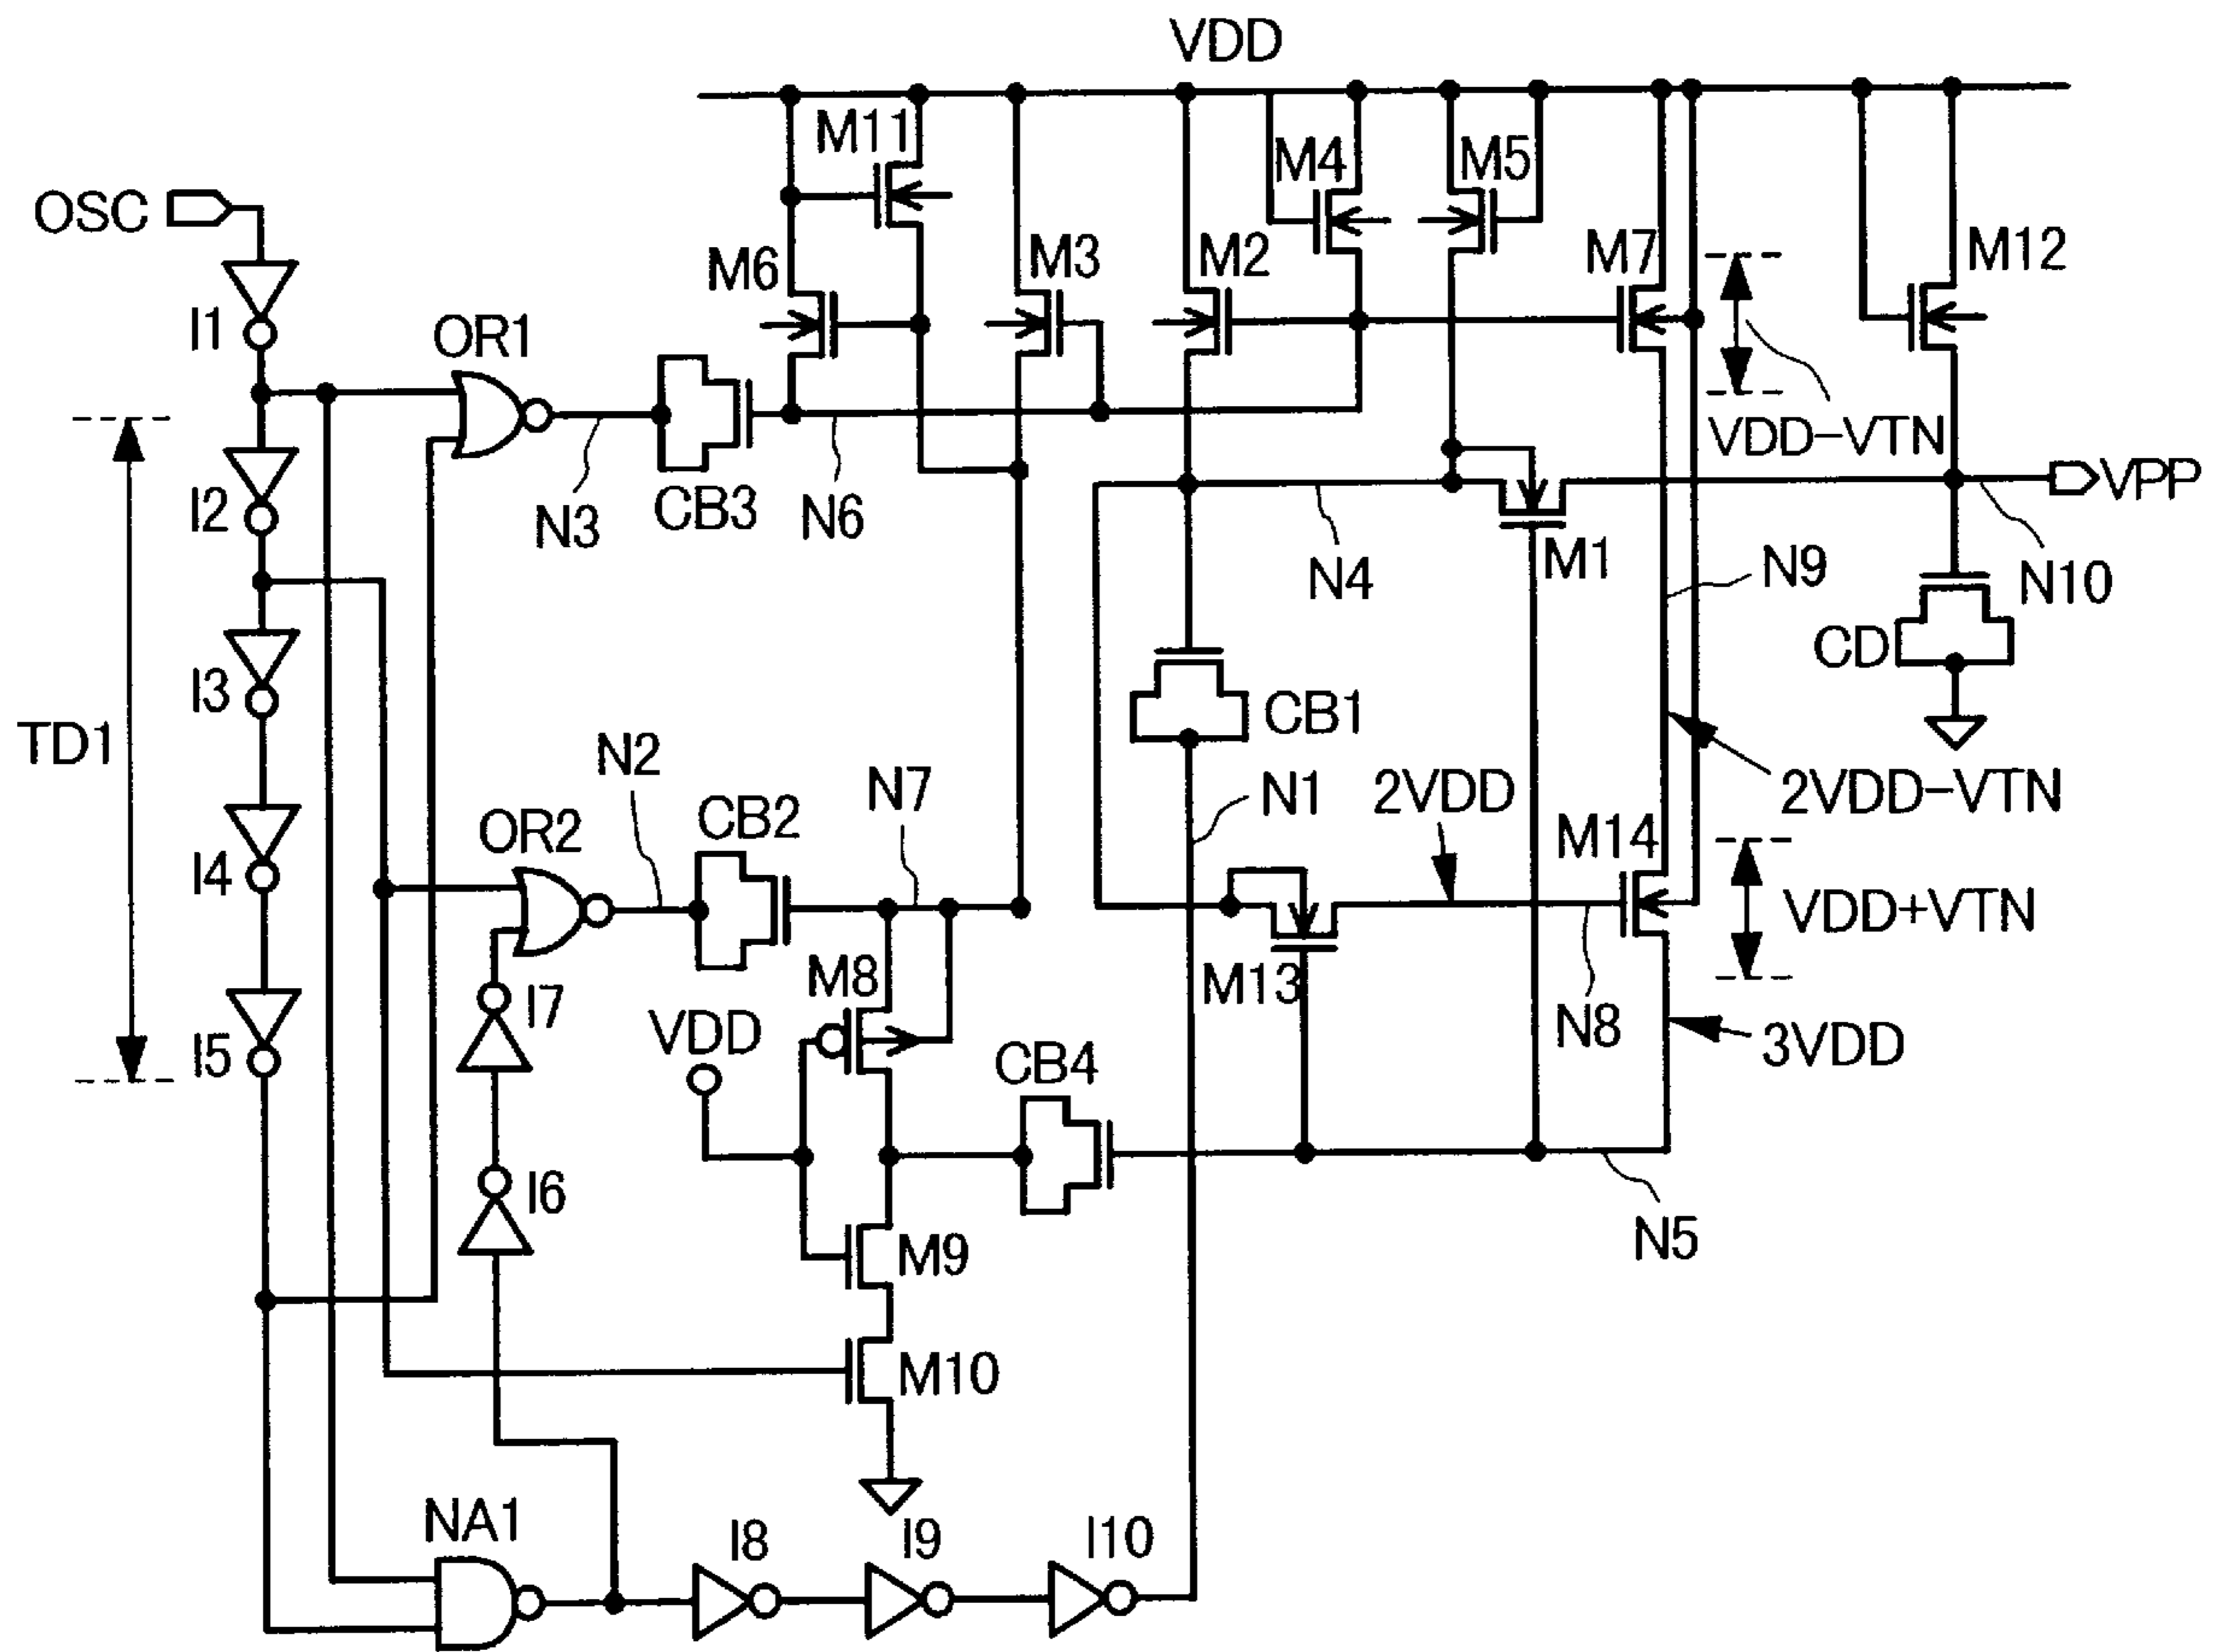 VDD
M11
M4
M5
OSC
M6
M3
M2
M7
M12
I1
OR1
VDD−VTN
VPP
I2
N3
CB3
N6
N4
M1
N9
N10
I3
CD
TD1
CB1
N2
CB2
N7
N1
2VDD
2VDD−VTN
OR2
M14
I4
VDD+VTN
M8
M13
I7
VDD
N8
I5
CB4
3VDD
I6
M9
N5
M10
NA1
I8
I9
I10